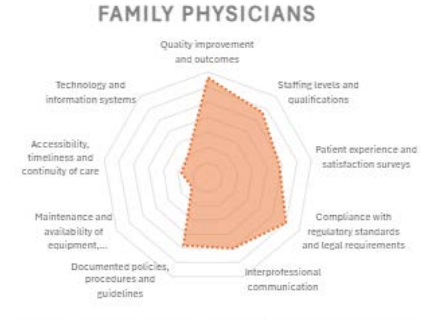 FAMILY PHYSICIANS
Quality improvement
and outcomes
Technology and
information systems
Staffing levels and
qualifications
Accessibility,
timeliness and
continuity of care
Patient experience and
satisfaction surveys
Maintenance and
availability of
equipment,...
Compliance with
regulatory standards
and legal requirements
Documented policies,
procedures and
guidelines
Interprofessional
communication